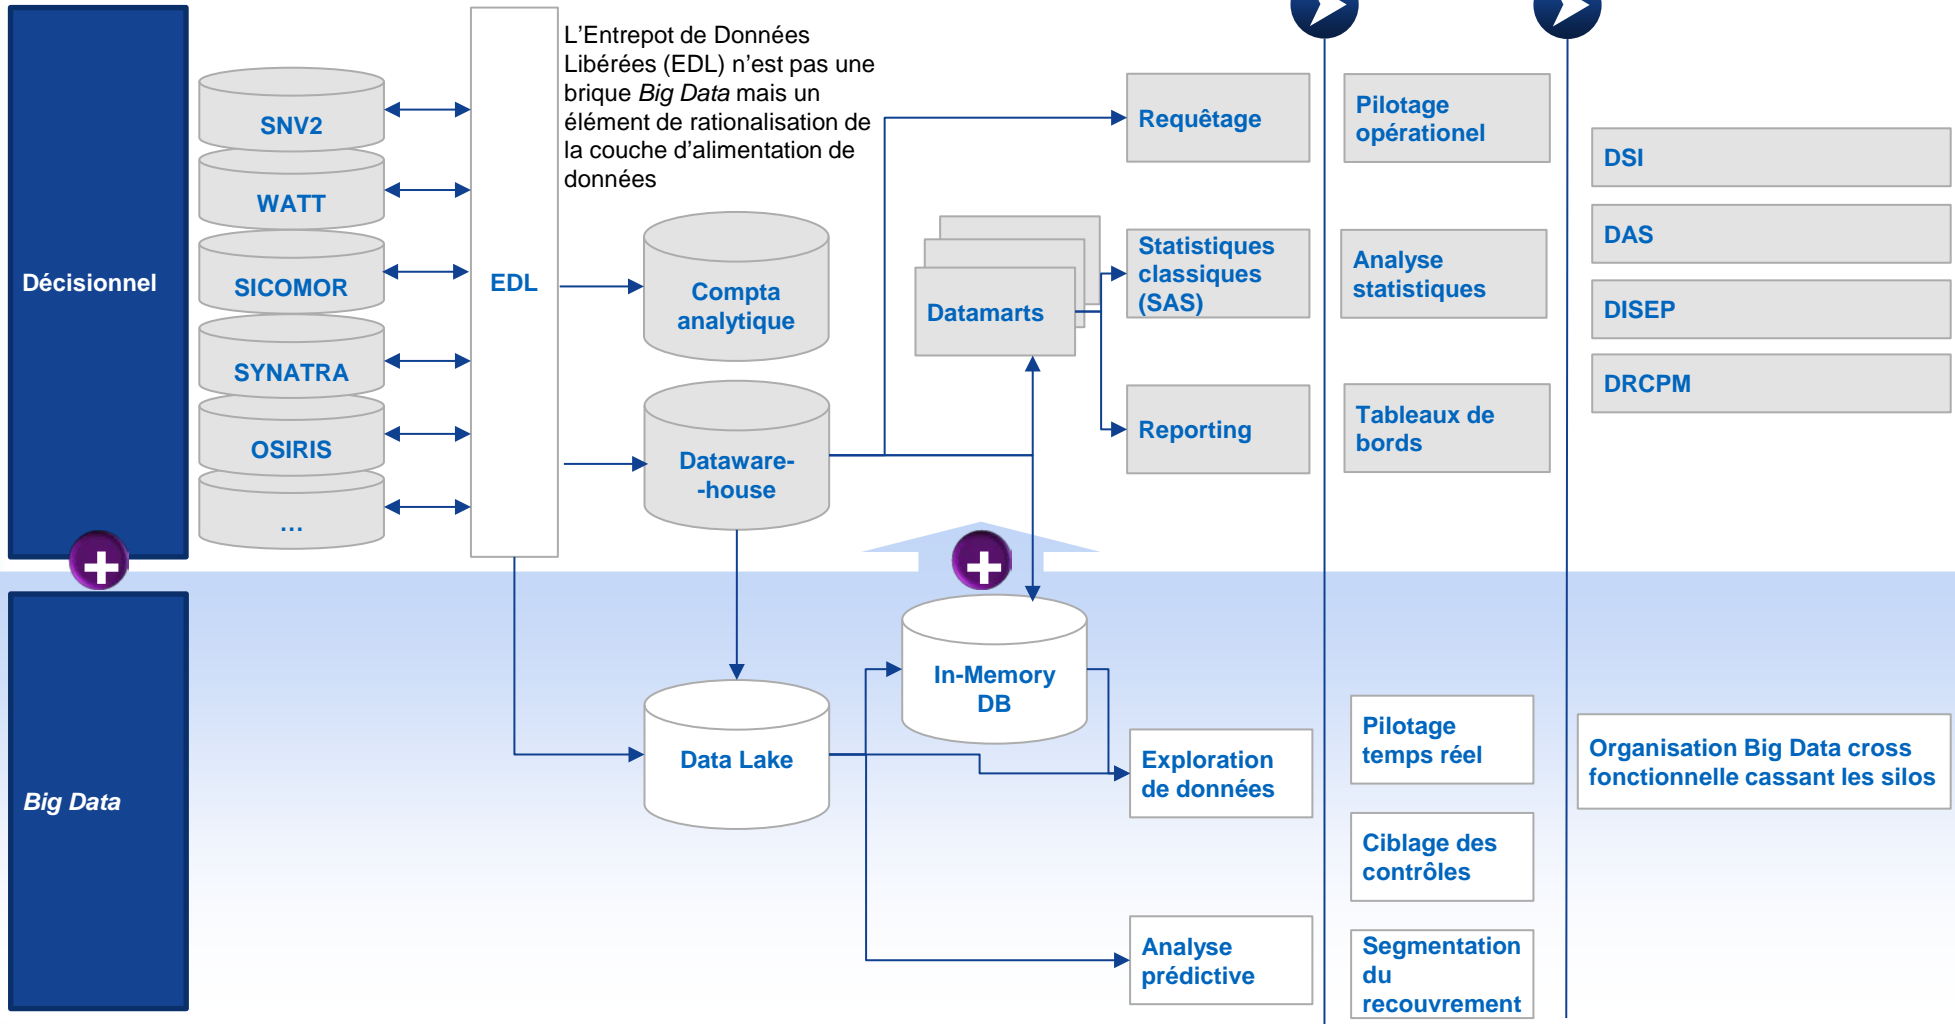 Décisionnel
SNV2
WATT
SICOMOR
SYNATRA
OSIRIS
…
EDL
L’Entrepot de Données
Libérées (EDL) n’est pas une
brique Big Data mais un
élément de rationalisation de
la couche d’alimentation de
données
Compta
analytique
Dataware-
-house
Datamarts
Requêtage
Statistiques
classiques
(SAS)
Reporting
Pilotage
opérationel
Analyse
statistiques
Tableaux de
bords
DSI
DAS
DISEP
DRCPM
Big Data
Data Lake
In-Memory
DB
Exploration
de données
Analyse
prédictive
Pilotage
temps réel
Ciblage des
contrôles
Segmentation
du
recouvrement
Organisation Big Data cross
fonctionnelle cassant les silos